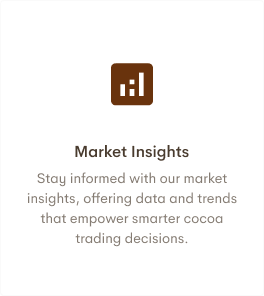 Market Insights
Stay informed with our market
insights, offering data and trends
that empower smarter cocoa
trading decisions.